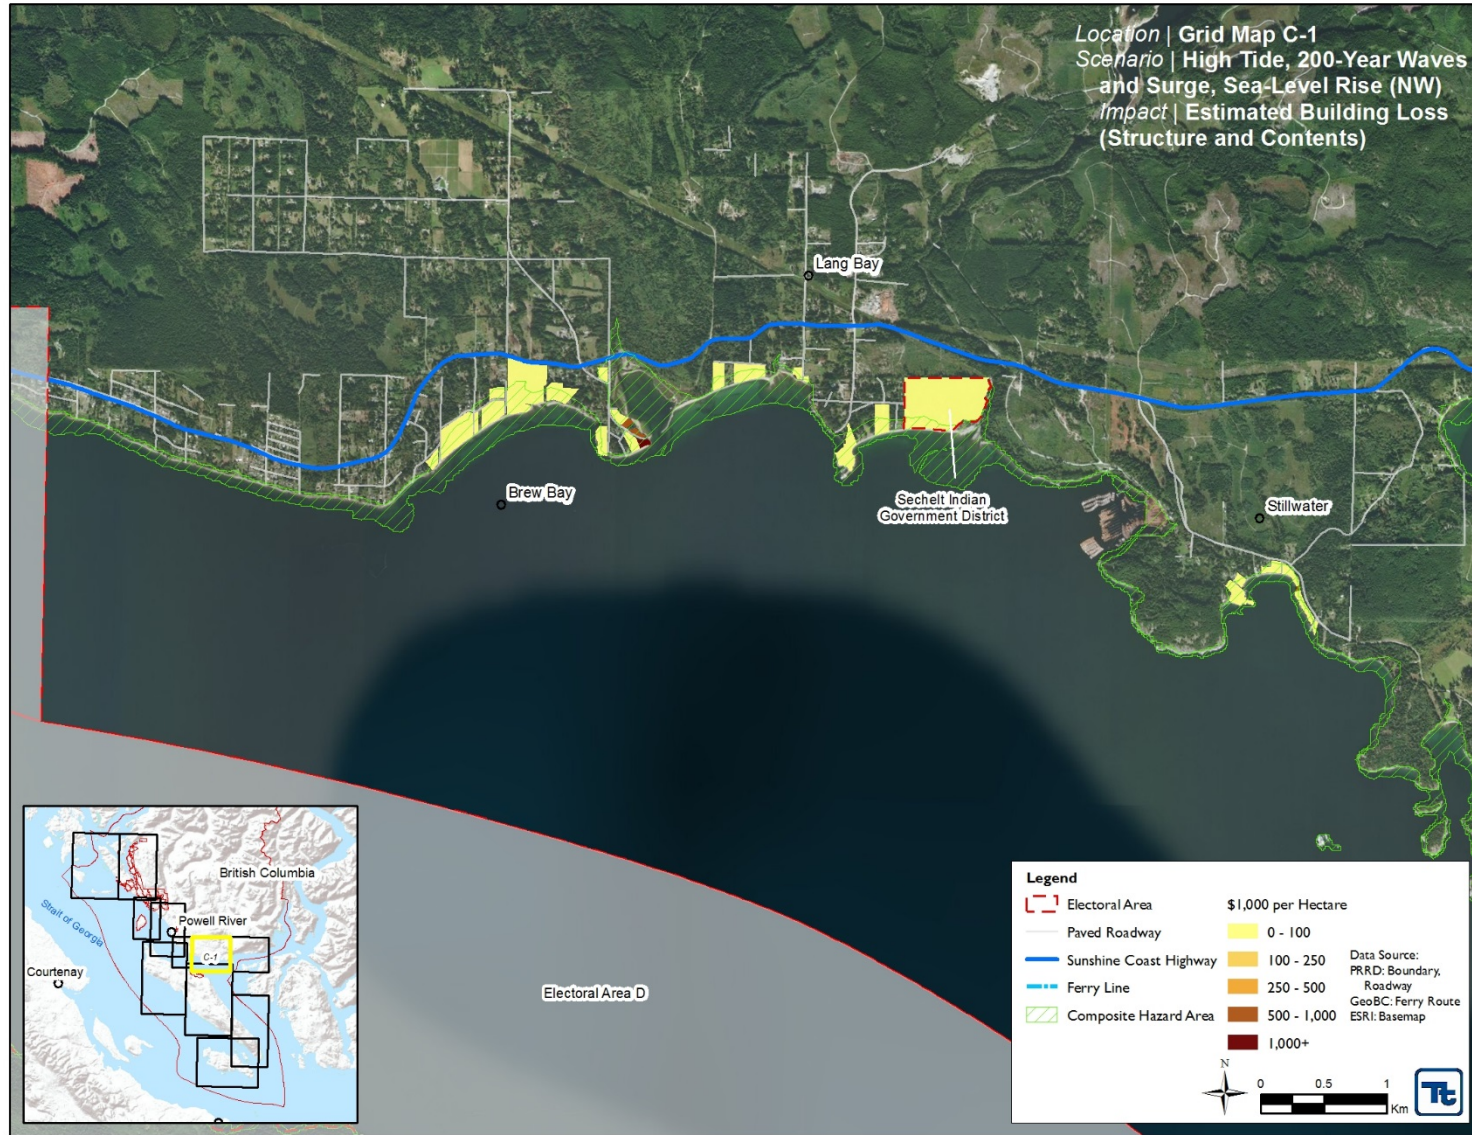 Location | Grid Map C-1
Scenario | High Tide, 200-Year Waves
and Surge, Sea-Level Rise (NW)
Impact | Estimated Building Loss
(Structure and Contents)
Lang Bay
Brew Bay
Sechelt Indian
Government District
Stillwater
Electoral Area D
British Columbia
Strait of Georgia
Powell River
C-1
Courtenay
Legend
Electoral Area
Paved Roadway
Sunshine Coast Highway
Ferry Line
Composite Hazard Area
$1,000 per Hectare
0 - 100
100 - 250
250 - 500
500 - 1,000
1,000+
Data Source:
PRRD: Boundary,
Roadway
GeoBC: Ferry Route
ESRI: Basemap
N
0 0.5 1
Km
Tt